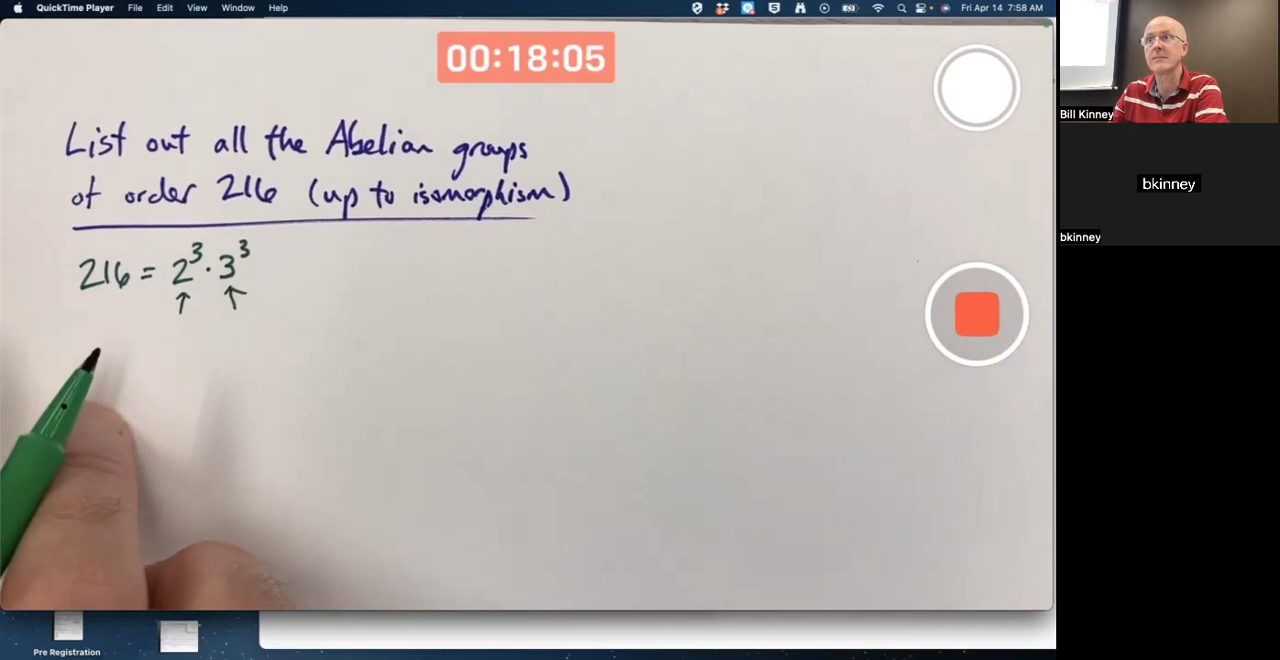 QuickTime Player File Edit View Window Help
Fri Apr 14 7:58 AM
00:18:05
List out all the Abelian groups
of order 216 (up to isomorphism)
216 = 2³·3³
↑ ↑
Bill Kinney
bkinney
bkinney
Pre Registration